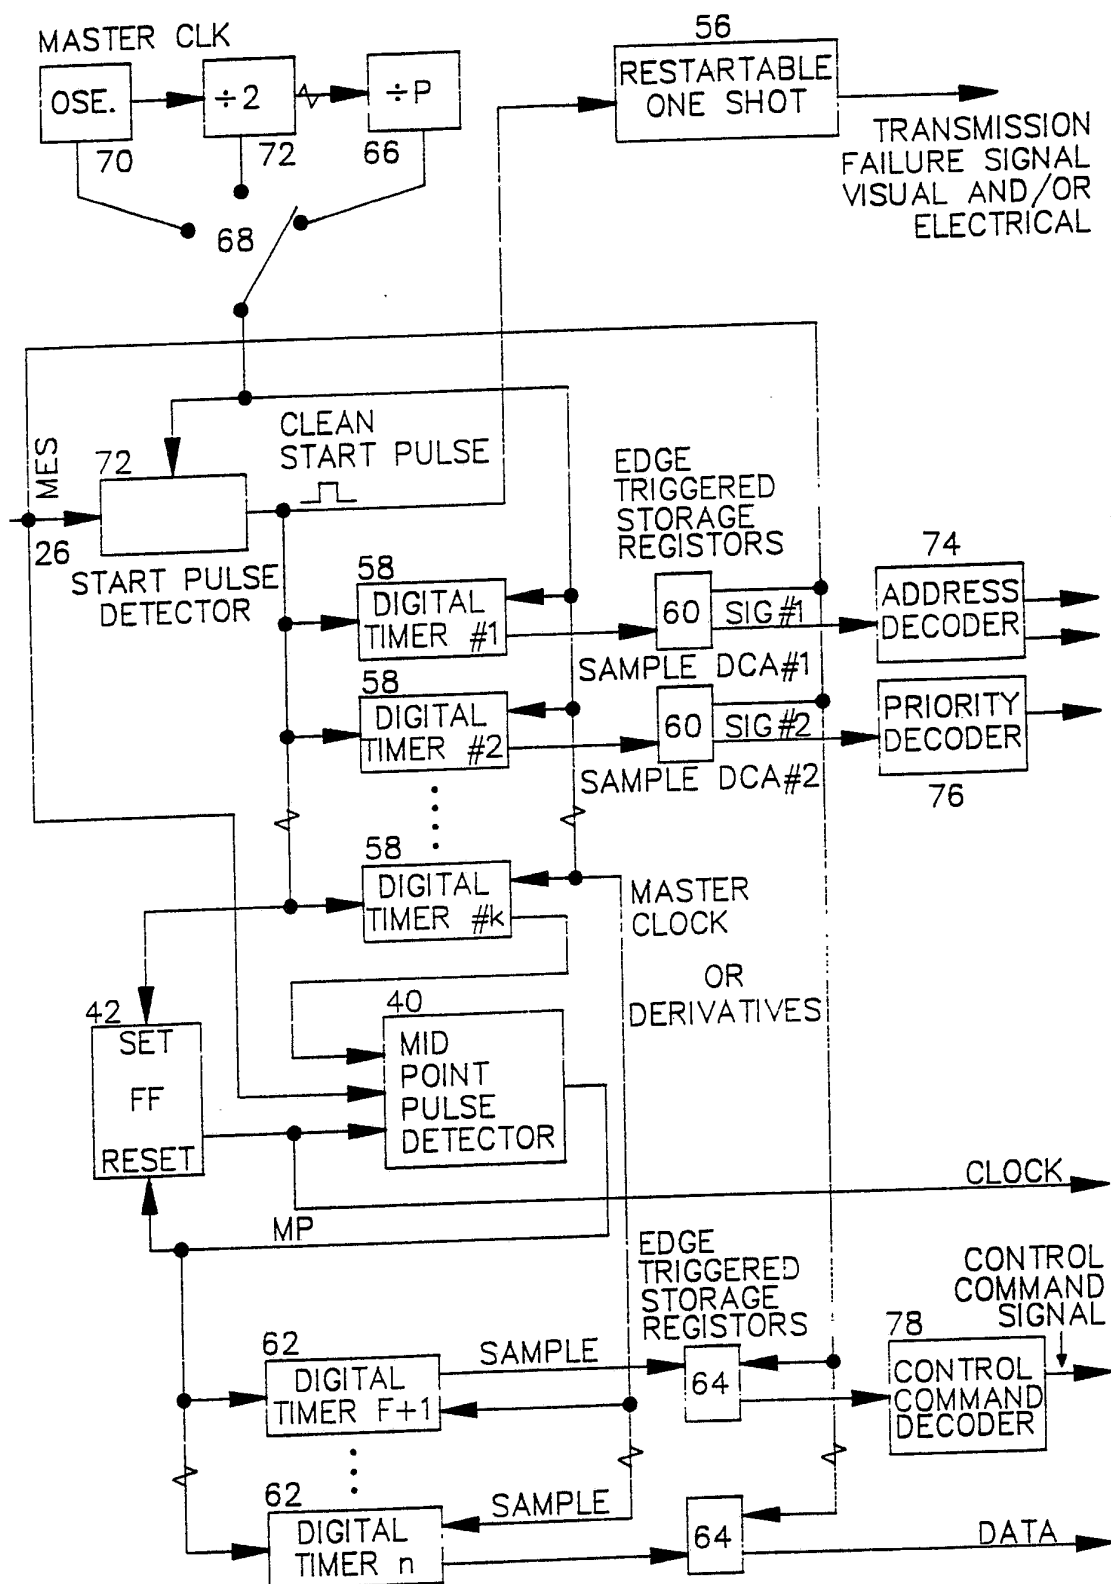 MASTER CLK
56
OSE.
÷2
÷P
RESTARTABLE
ONE SHOT
70
72
66
TRANSMISSION
FAILURE SIGNAL
VISUAL AND/OR
ELECTRICAL
68
CLEAN
START PULSE
MES
72
26
START PULSE
DETECTOR
EDGE
TRIGGERED
STORAGE
REGISTORS
58
DIGITAL
TIMER #1
60
SIG#1
SAMPLE DCA#1
74
ADDRESS
DECODER
58
DIGITAL
TIMER #2
60
SIG#2
SAMPLE DCA#2
PRIORITY
DECODER
76
58
DIGITAL
TIMER #k
MASTER
CLOCK
OR
DERIVATIVES
42
SET
FF
RESET
40
MID
POINT
PULSE
DETECTOR
CLOCK
MP
EDGE
TRIGGERED
STORAGE
REGISTORS
CONTROL
COMMAND
SIGNAL
62
DIGITAL
TIMER F+1
SAMPLE
64
78
CONTROL
COMMAND
DECODER
62
DIGITAL
TIMER n
SAMPLE
64
DATA